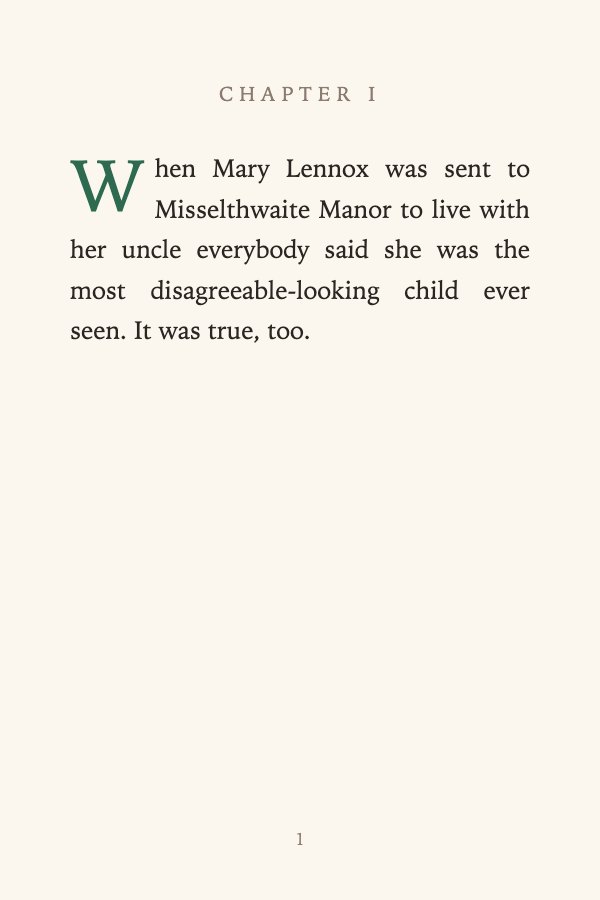 CHAPTER I
When Mary Lennox was sent to
Misselthwaite Manor to live with
her uncle everybody said she was the
most disagreeable-looking child ever
seen. It was true, too.
1